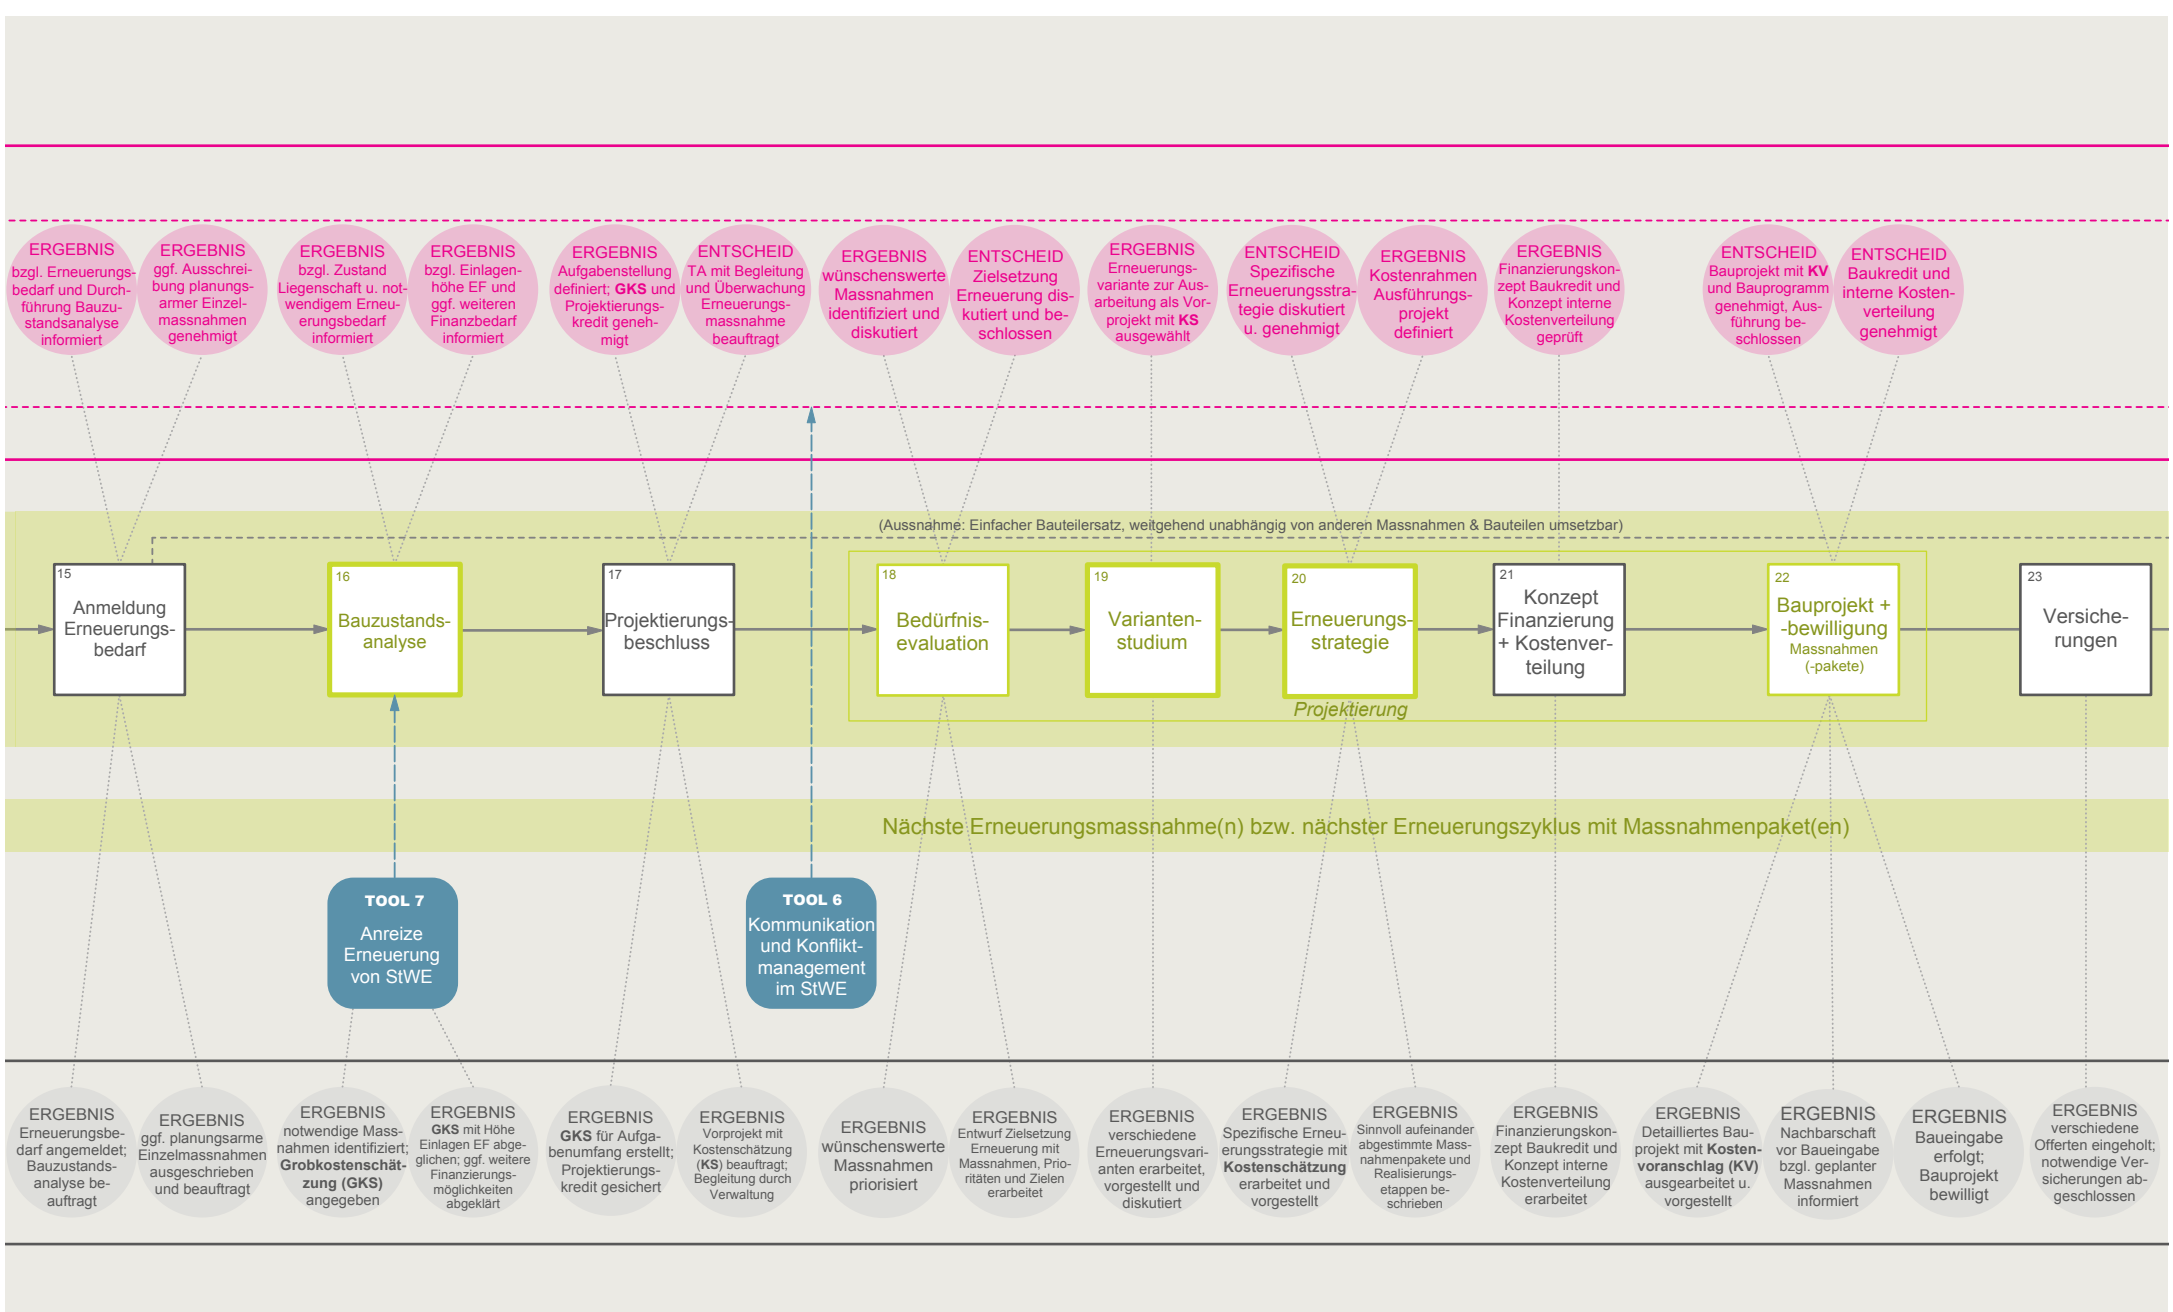 ERGEBNIS
bzgl. Erneuerungs-
bedarf und Durch-
führung Bauzu-
standsanalyse
informiert
ERGEBNIS
ggf. Ausschrei-
bung planungs-
armer Einzel-
massnahmen
genehmigt
ERGEBNIS
bzgl. Zustand
Liegenschaft u. not-
wendigem Erneu-
erungsbedarf
informiert
ERGEBNIS
bzgl. Einlagen-
höhe EF und
ggf. weiteren
Finanzbedarf
informiert
ERGEBNIS
Aufgabenstellung
definiert; GKS und
Projektierungs-
kredit geneh-
migt
ENTSCHEID
TA mit Begleitung
und Überwachung
Erneuerungs-
massnahme
beauftragt
ERGEBNIS
wünschenswerte
Massnahmen
identifiziert und
diskutiert
ENTSCHEID
Zielsetzung
Erneuerung dis-
kutiert und be-
schlossen
ERGEBNIS
Erneuerungs-
variante zur Aus-
arbeitung als Vor-
projekt mit KS
ausgewählt
ENTSCHEID
Spezifische
Erneuerungsstra-
tegie diskutiert
u. genehmigt
ERGEBNIS
Kostenrahmen
Ausführungs-
projekt
definiert
ERGEBNIS
Finanzierungskon-
zept Baukredit und
Konzept interne
Kostenverteilung
geprüft
ENTSCHEID
Bauprojekt mit KV
und Bauprogramm
genehmigt, Aus-
führung be-
schlossen
ENTSCHEID
Baukredit und
interne Kosten-
verteilung
genehmigt
(Aussnahme: Einfacher Bauteilersatz, weitgehend unabhängig von anderen Massnahmen & Bauteilen umsetzbar)
15
Anmeldung
Erneuerungs-
bedarf
16
Bauzustands-
analyse
17
Projektierungs-
beschluss
18
Bedürfnis-
evaluation
19
Varianten-
studium
20
Erneuerungs-
strategie
21
Konzept
Finanzierung
+ Kostenver-
teilung
22
Bauprojekt +
-bewilligung
Massnahmen
(-pakete)
23
Versiche-
rungen
Projektierung
Nächste Erneuerungsmassnahme(n) bzw. nächster Erneuerungszyklus mit Massnahmenpaket(en)
TOOL 7
Anreize
Erneuerung
von StWE
TOOL 6
Kommunikation
und Konflikt-
management
im StWE
ERGEBNIS
Erneuerungsbe-
darf angemeldet;
Bauzustands-
analyse be-
auftragt
ERGEBNIS
ggf. planungsarme
Einzelmassnahmen
ausgeschrieben
und beauftragt
ERGEBNIS
notwendige Mass-
nahmen identifiziert;
Grobkostenschät-
zung (GKS)
angegeben
ERGEBNIS
GKS mit Höhe
Einlagen EF abge-
glichen; ggf. weitere
Finanzierungs-
möglichkeiten
abgeklärt
ERGEBNIS
GKS für Aufga-
benumfang erstellt;
Projektierungs-
kredit gesichert
ERGEBNIS
Vorprojekt mit
Kostenschätzung
(KS) beauftragt;
Begleitung durch
Verwaltung
ERGEBNIS
wünschenswerte
Massnahmen
priorisiert
ERGEBNIS
Entwurf Zielsetzung
Erneuerung mit
Massnahmen, Prio-
ritäten und Zielen
erarbeitet
ERGEBNIS
verschiedene
Erneuerungsvari-
anten erarbeitet,
vorgestellt und
diskutiert
ERGEBNIS
Spezifische Erneu-
erungsstrategie mit
Kostenschätzung
erarbeitet und
vorgestellt
ERGEBNIS
Sinnvoll aufeinander
abgestimmte Mass-
nahmenpakete und
Realisierungs-
etappen be-
schrieben
ERGEBNIS
Finanzierungskon-
zept Baukredit und
Konzept interne
Kostenverteilung
erarbeitet
ERGEBNIS
Detailliertes Bau-
projekt mit Kosten-
voranschlag (KV)
ausgearbeitet u.
vorgestellt
ERGEBNIS
Nachbarschaft
vor Baueingabe
bzgl. geplanter
Massnahmen
informiert
ERGEBNIS
Baueingabe
erfolgt;
Bauprojekt
bewilligt
ERGEBNIS
verschiedene
Offerten eingeholt;
notwendige Ver-
sicherungen ab-
geschlossen